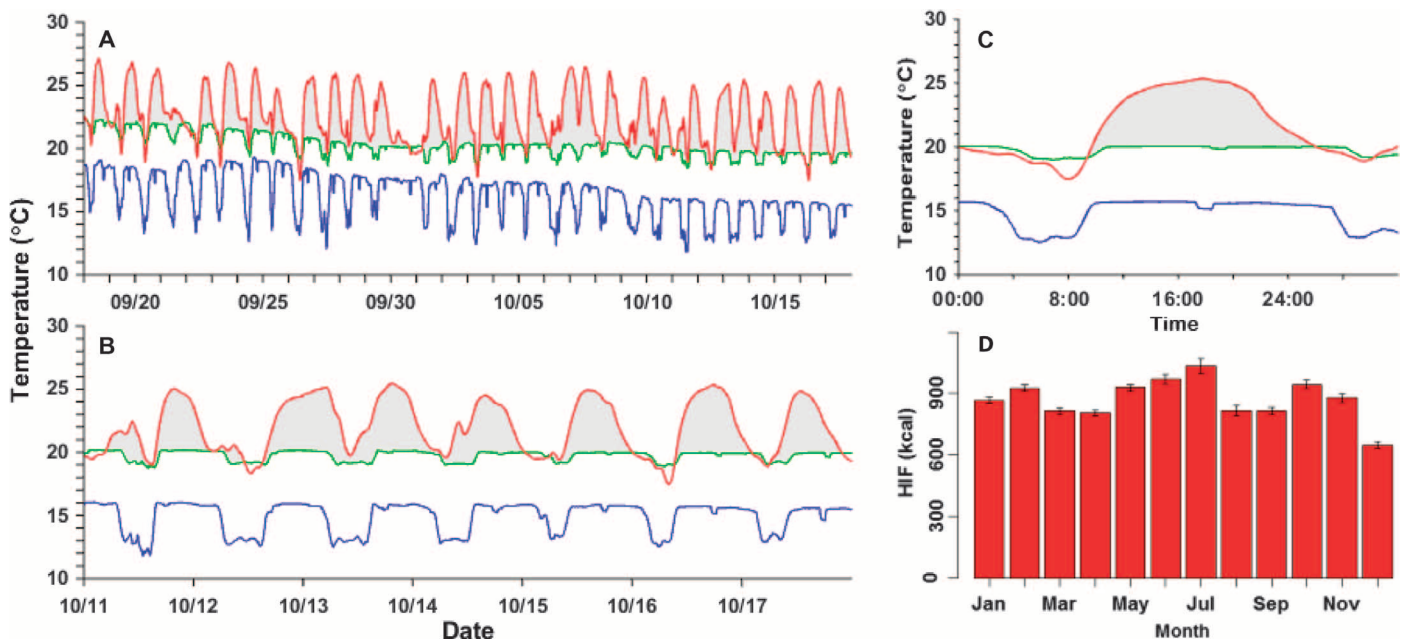 Temperature (°C)
A
30
25
20
15
10
09/20 09/25 09/30 10/05 10/10 10/15
B
30
25
20
15
10
10/11 10/12 10/13 10/14 10/15 10/16 10/17
Date
C
Temperature (°C)
30
25
20
15
10
00:00 8:00 16:00 24:00
Time
D
HIF (kcal)
900
600
300
0
Jan Mar May Jul Sep Nov
Month